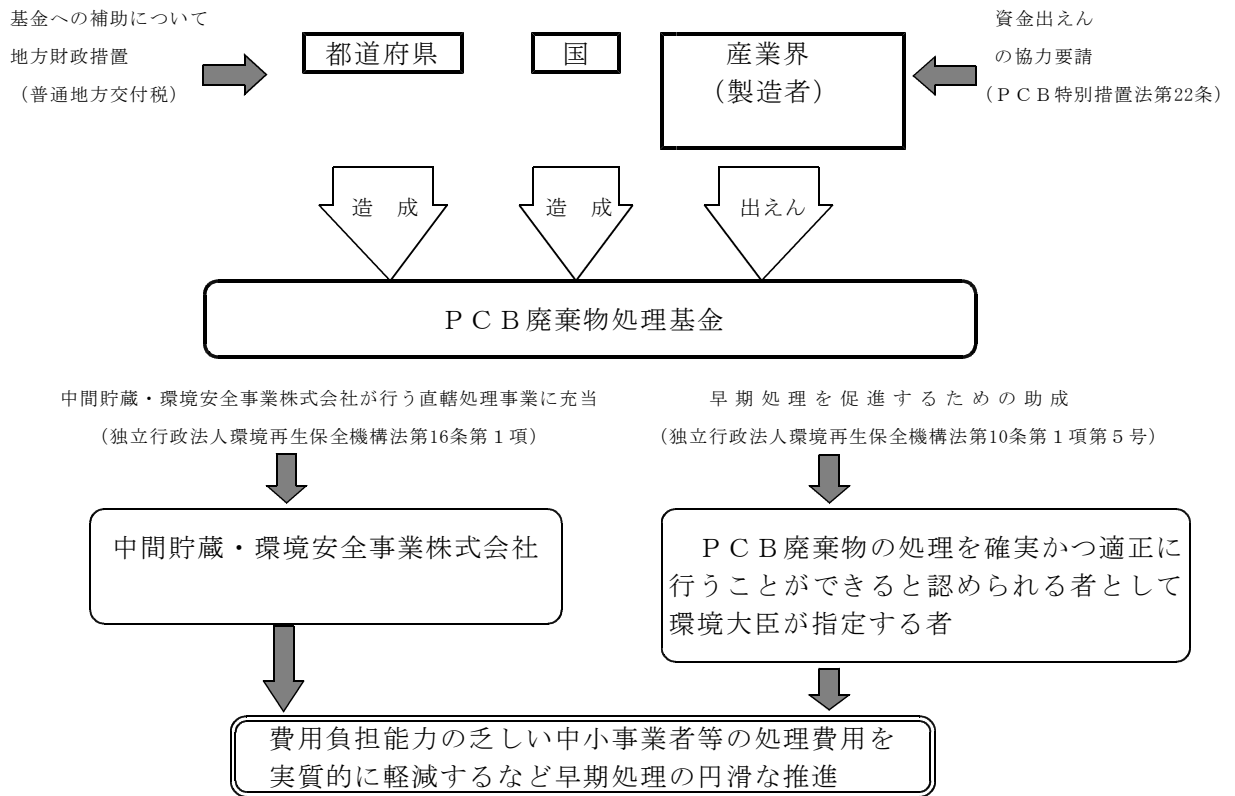 基金への補助について
地方財政措置
（普通地方交付税）
都道府県
国
産業界
（製造者）
資金出えん
の協力要請
（ＰＣＢ特別措置法第22条）
造　成
造　成
出えん
ＰＣＢ廃棄物処理基金
中間貯蔵・環境安全事業株式会社が行う直轄処理事業に充当
（独立行政法人環境再生保全機構法第16条第１項）
早期処理を促進するための助成
（独立行政法人環境再生保全機構法第10条第１項第５号）
中間貯蔵・環境安全事業株式会社
ＰＣＢ廃棄物の処理を確実かつ適正に
行うことができると認められる者として
環境大臣が指定する者
費用負担能力の乏しい中小事業者等の処理費用を
実質的に軽減するなど早期処理の円滑な推進